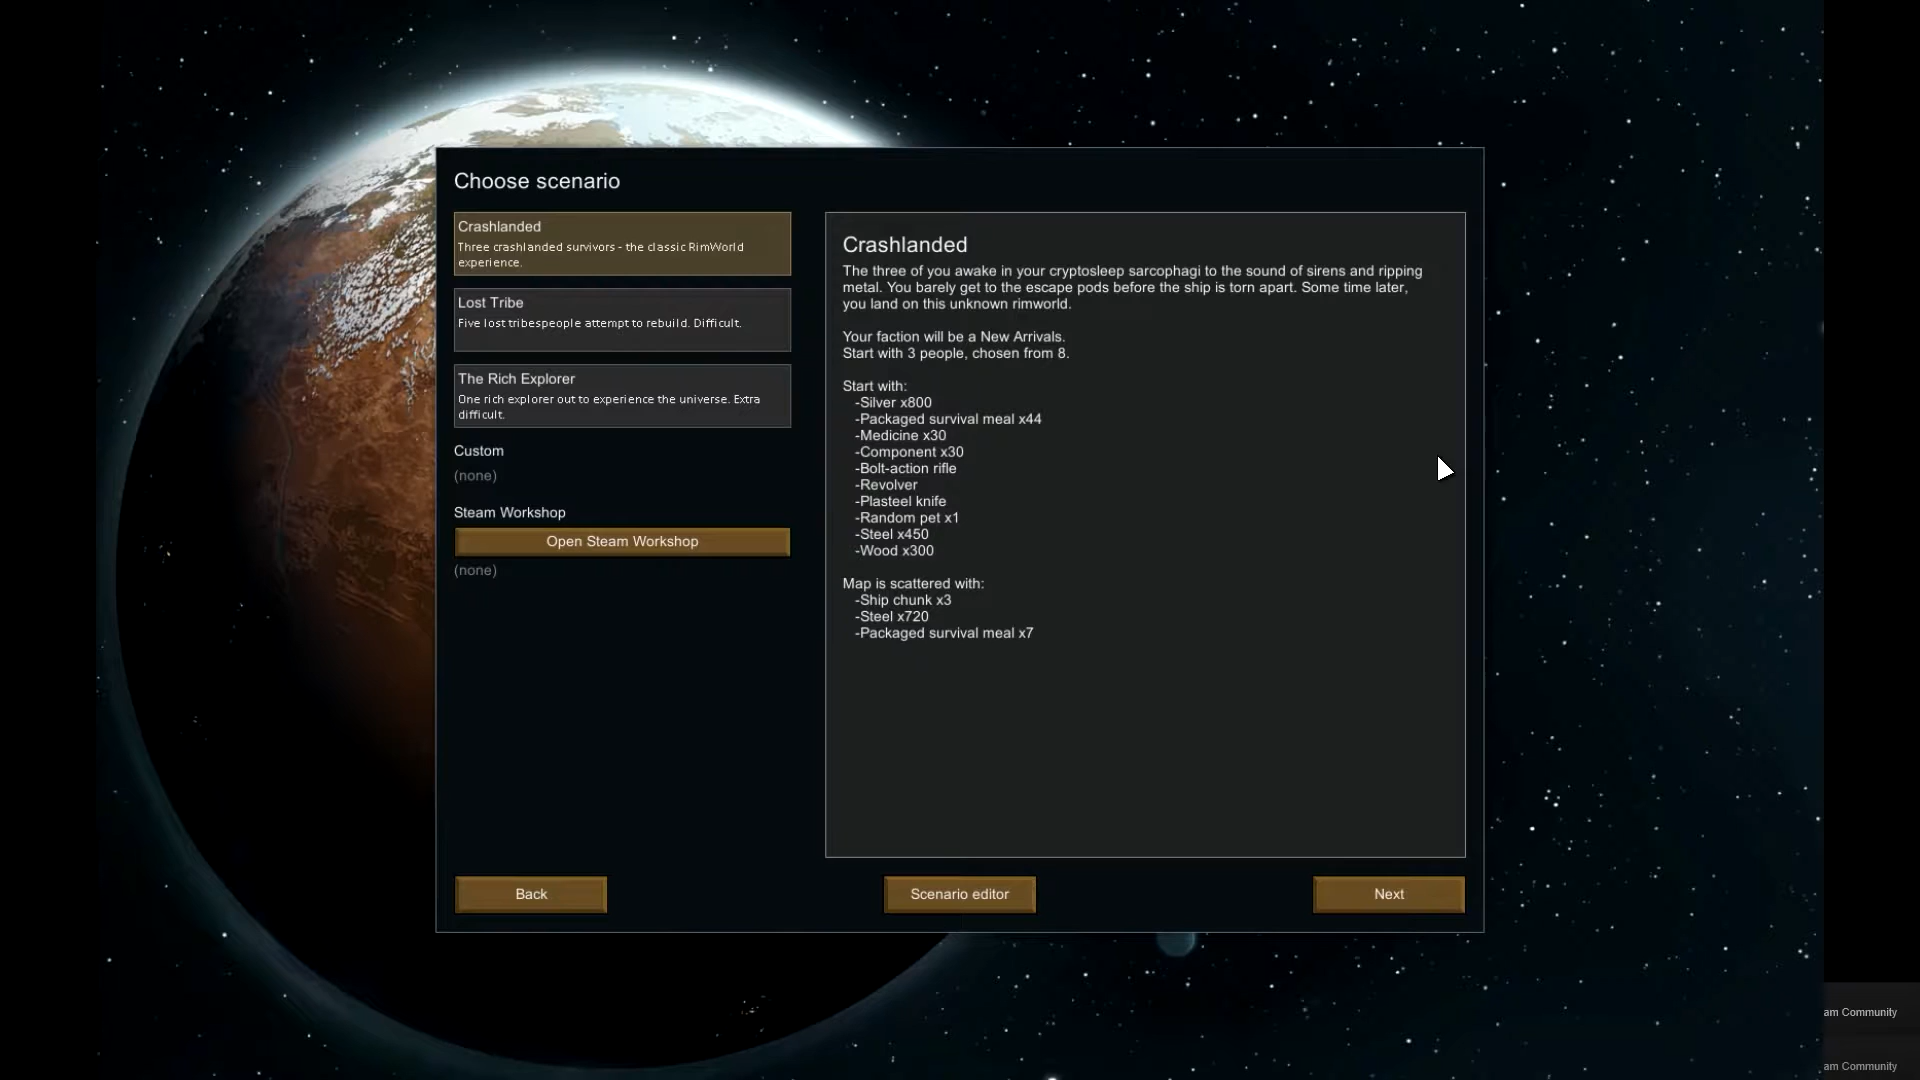 Choose scenario
Crashlanded
Three crashlanded survivors - the classic RimWorld
experience.
Lost Tribe
Five lost tribespeople attempt to rebuild. Difficult.
The Rich Explorer
One rich explorer out to experience the universe. Extra
difficult.
Custom
(none)
Steam Workshop
Open Steam Workshop
(none)
Crashlanded
The three of you awake in your cryptosleep sarcophagi to the sound of sirens and ripping
metal. You barely get to the escape pods before the ship is torn apart. Some time later,
you land on this unknown rimworld.
Your faction will be a New Arrivals.
Start with 3 people, chosen from 8.
Start with:
-Silver x800
-Packaged survival meal x44
-Medicine x30
-Component x30
-Bolt-action rifle
-Revolver
-Plasteel knife
-Random pet x1
-Steel x450
-Wood x300
Map is scattered with:
-Ship chunk x3
-Steel x720
-Packaged survival meal x7
Back
Scenario editor
Next
am Community
am Community